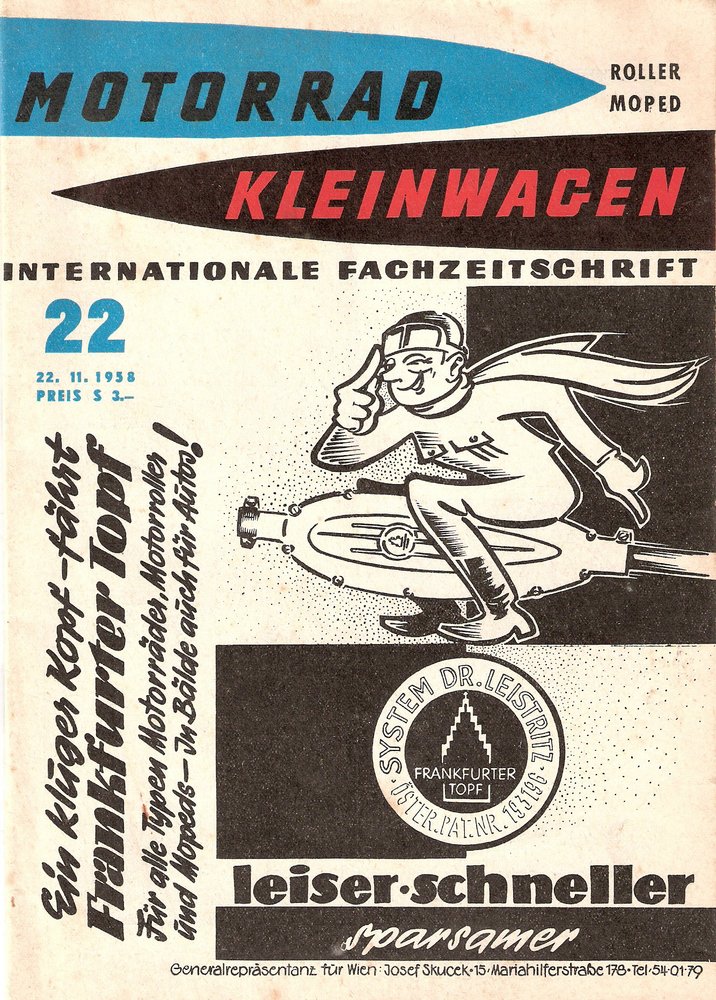 MOTORRAD
ROLLER
MOPED
KLEINWAGEN
INTERNATIONALE FACHZEITSCHRIFT
22
22. 11. 1958
PREIS S 3.—
Ein kluger Kopf – fährt
Frankfurter Topf
Für alle Typen Motorräder, Motorroller
und Mopeds — In Bälde auch für Autos!
SYSTEM DR. LEISTRITZ
FRANKFURTER
TOPF
· ÖSTER. PAT. NR. 193196 ·
leiser · schneller
sparsamer
Generalrepräsentanz für Wien: Josef Skucek · 15 · Mariahilferstraße 178 · Tel · 54-01-79